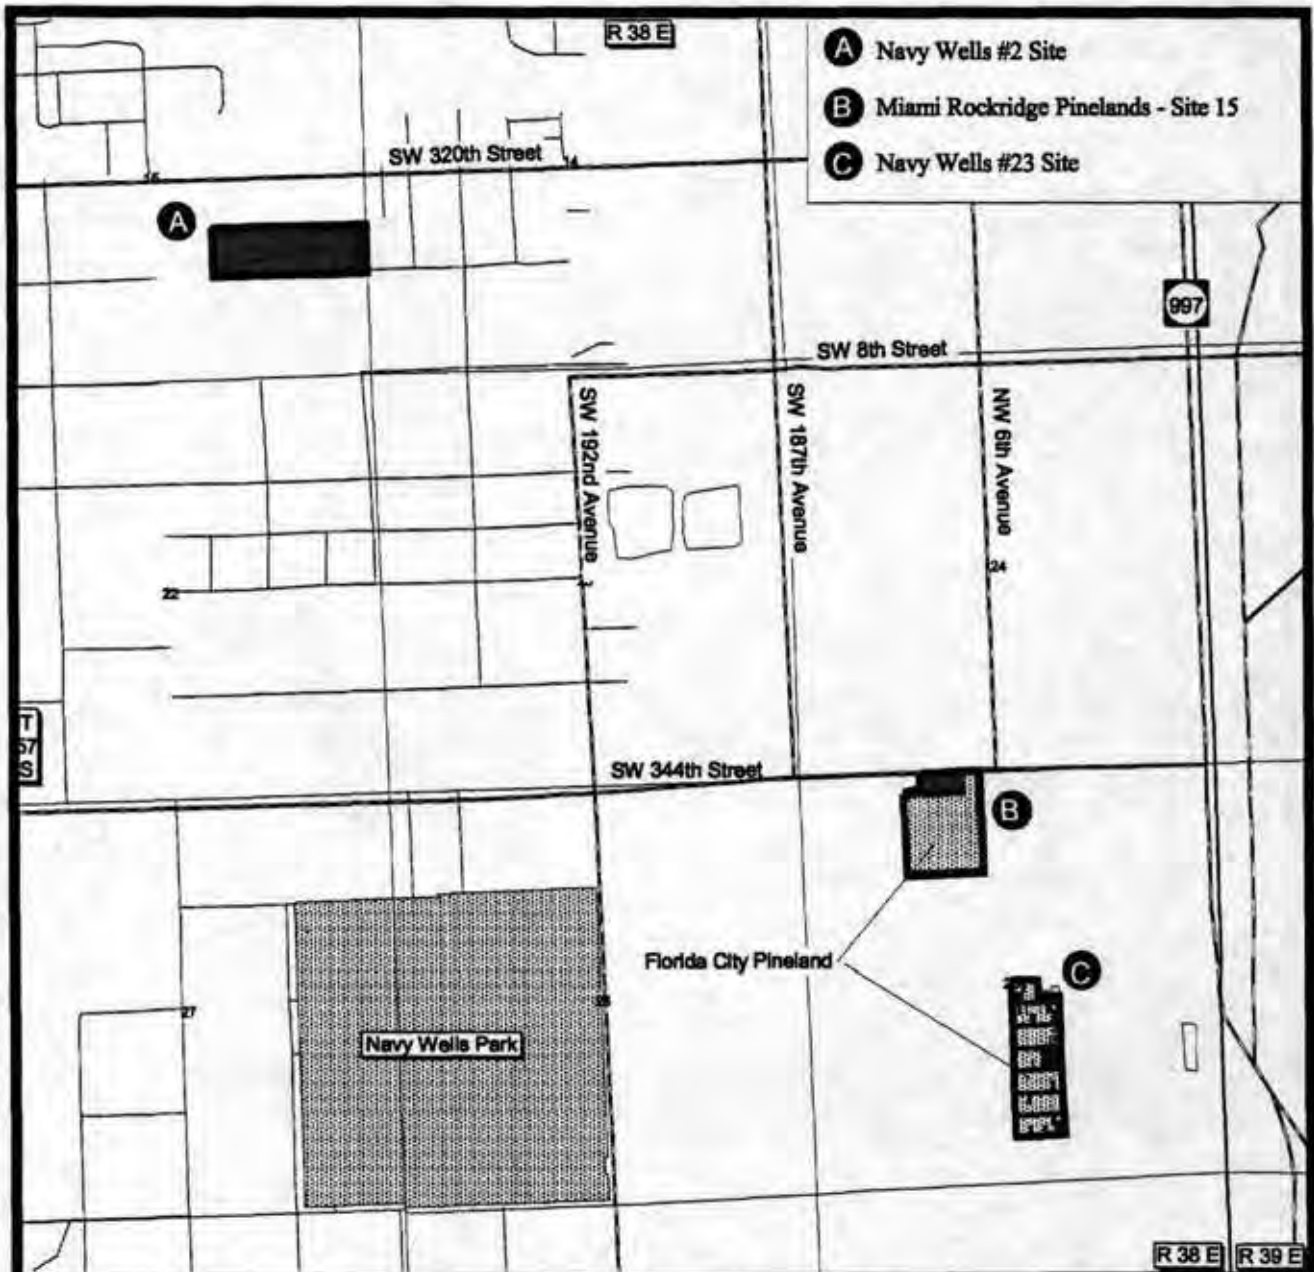 R 38 E
A Navy Wells #2 Site
B Miami Rockridge Pinelands - Site 15
C Navy Wells #23 Site
SW 320th Street
14
A
997
SW 8th Street
SW 192nd Avenue
SW 187th Avenue
NW 6th Avenue
24
22
T
57
S
SW 344th Street
B
Florida City Pineland
C
27
Navy Wells Park
R 38 E
R 39 E